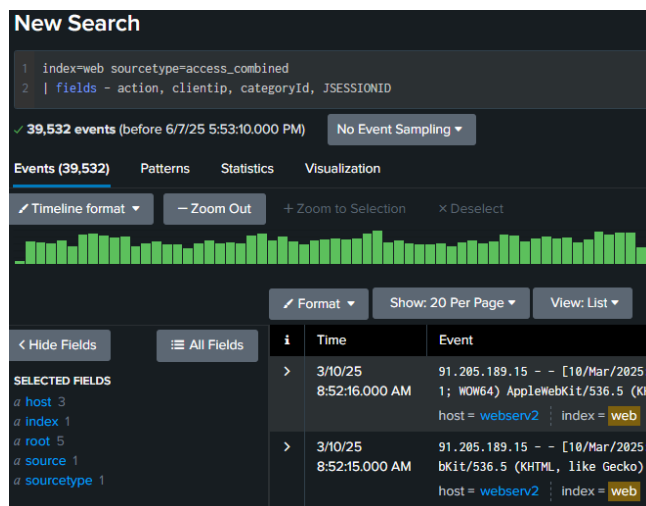 New Search
1 index=web sourcetype=access_combined
2 | fields - action, clientip, categoryId, JSESSIONID
✓ 39,532 events (before 6/7/25 5:53:10.000 PM) No Event Sampling ▾
Events (39,532) Patterns Statistics Visualization
Timeline format ▾ — Zoom Out + Zoom to Selection × Deselect
Format ▾ Show: 20 Per Page ▾ View: List ▾
< Hide Fields All Fields i Time Event
SELECTED FIELDS
a host 3
a index 1
a root 5
a source 1
a sourcetype 1
> 3/10/25 91.205.189.15 - - [10/Mar/2025
8:52:16.000 AM 1; WOW64) AppleWebKit/536.5 (K
host = webserv2 index = web
> 3/10/25 91.205.189.15 - - [10/Mar/2025
8:52:15.000 AM bKit/536.5 (KHTML, like Gecko)
host = webserv2 index = web